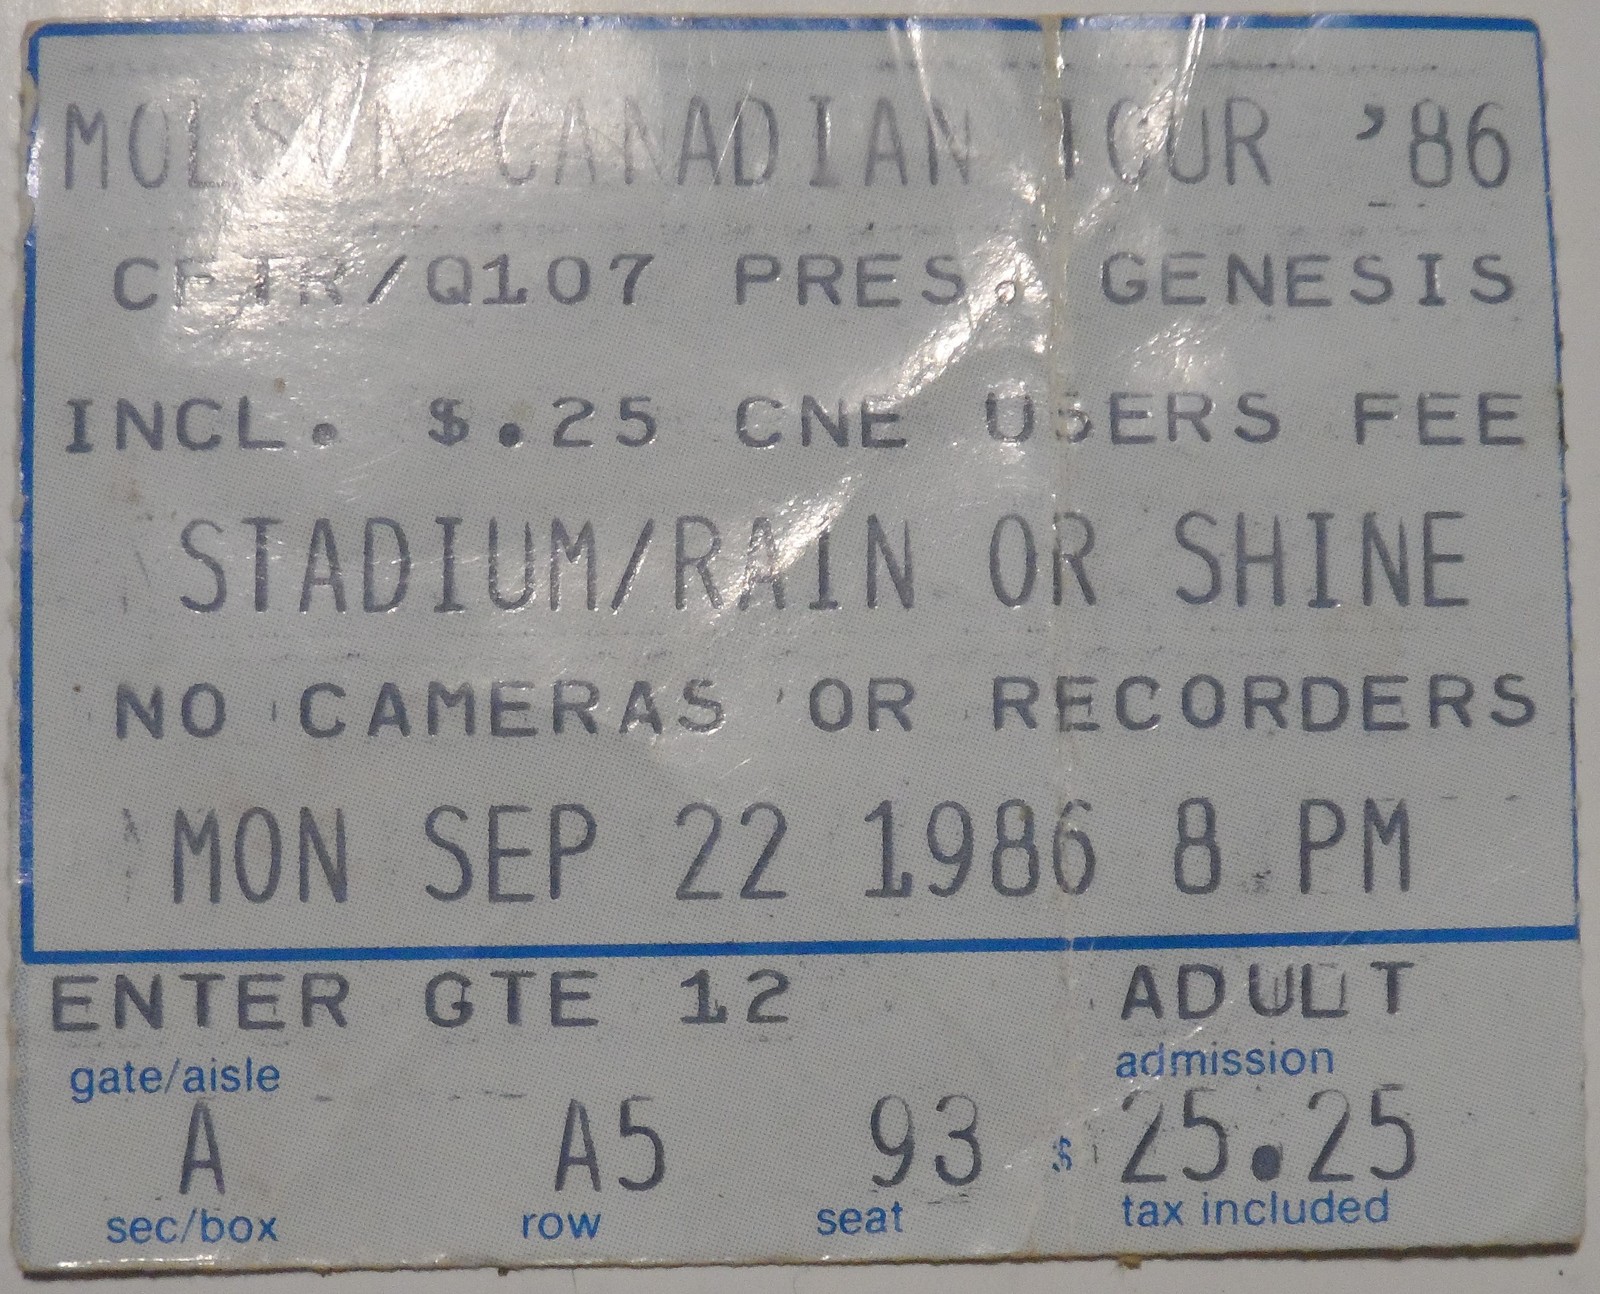 MOLSON CANADIAN TOUR '86
CFTR/Q107 PRES. GENESIS
INCL. $.25 CNE USERS FEE
STADIUM/RAIN OR SHINE
NO CAMERAS OR RECORDERS
MON SEP 22 1986 8 PM
ENTER GTE 12 ADULT
gate/aisle admission
A A5 93 $ 25.25
sec/box row seat tax included